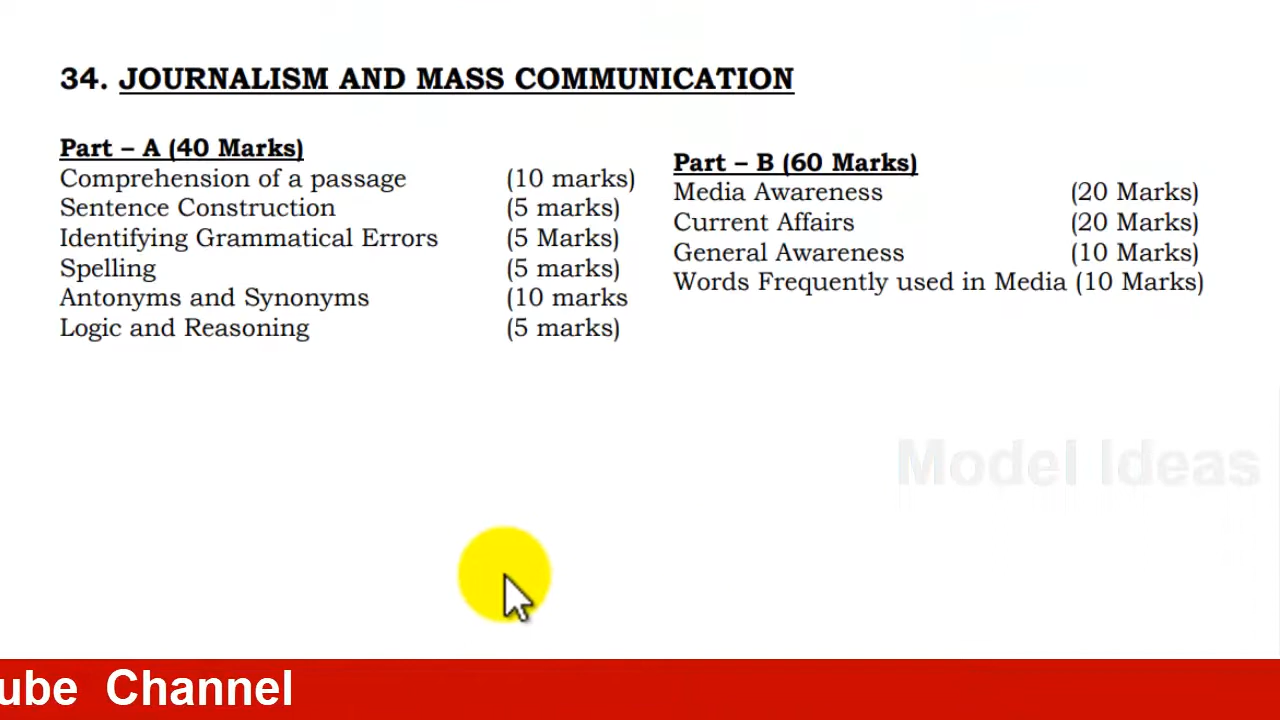 34. JOURNALISM AND MASS COMMUNICATION
Part – A (40 Marks)
Comprehension of a passage (10 marks)
Sentence Construction (5 marks)
Identifying Grammatical Errors (5 Marks)
Spelling (5 marks)
Antonyms and Synonyms (10 marks
Logic and Reasoning (5 marks)
Part – B (60 Marks)
Media Awareness (20 Marks)
Current Affairs (20 Marks)
General Awareness (10 Marks)
Words Frequently used in Media (10 Marks)
Model Ideas
ube Channel